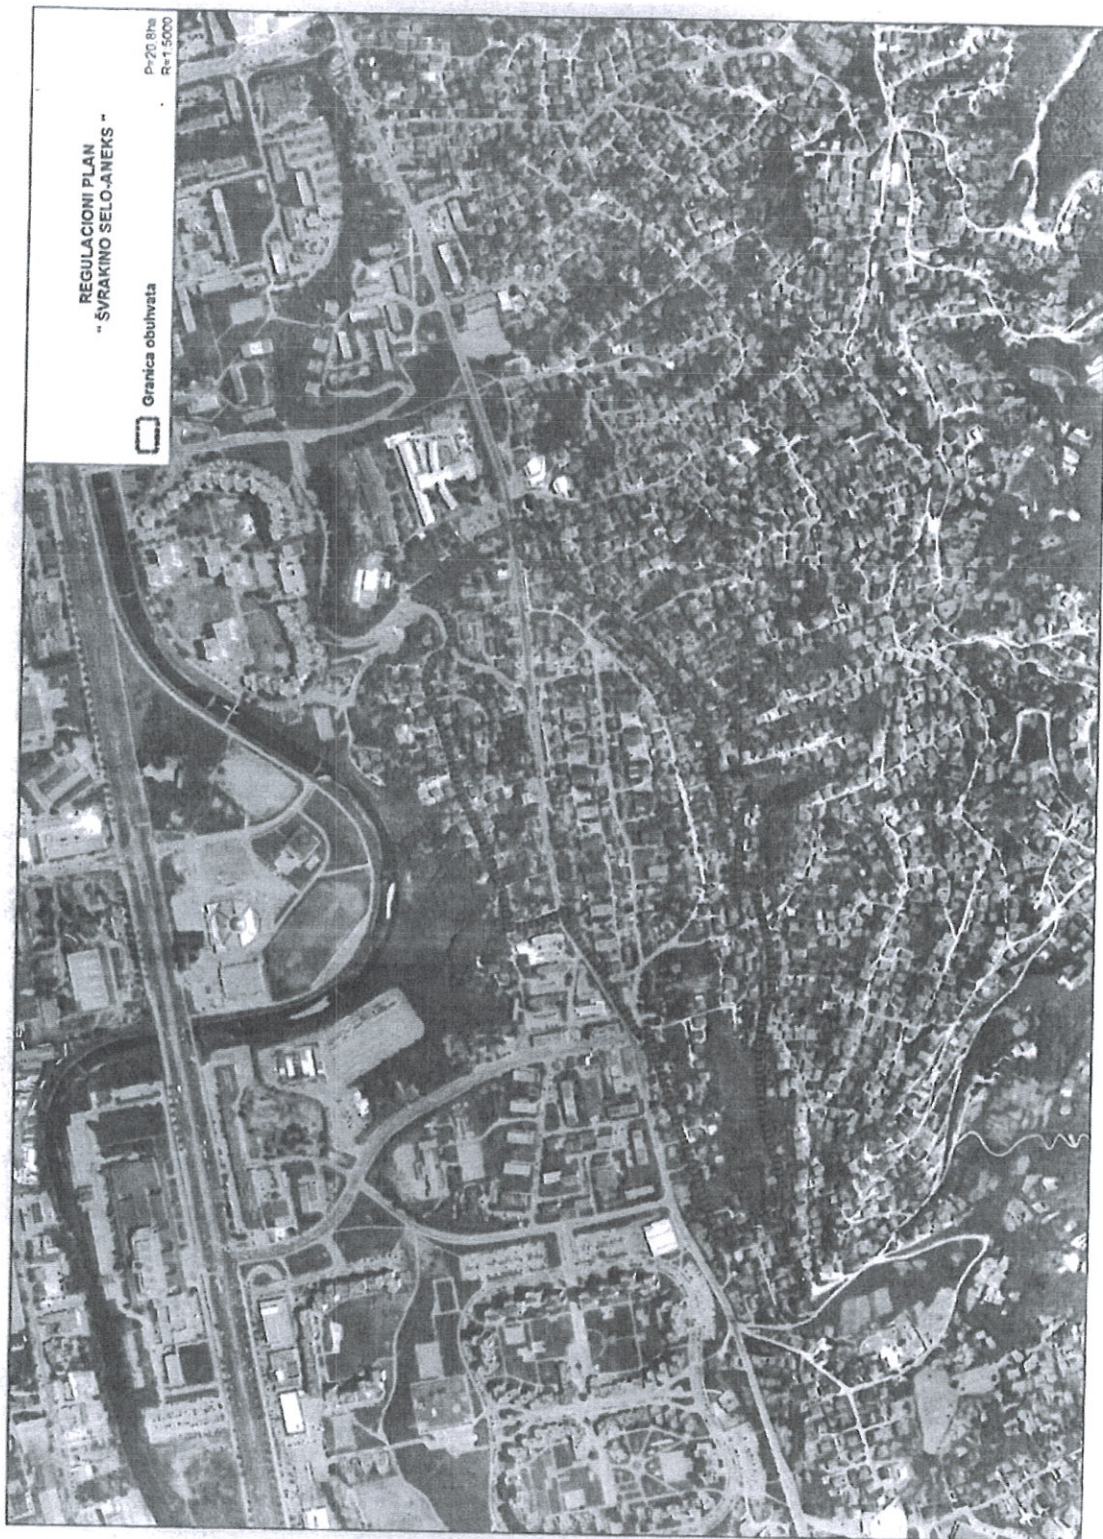 REGULACIONI PLAN
" ŠVRAKINO SELO-ANEKS "
P=20.8ha
R=1:5000
Granica obuhvata